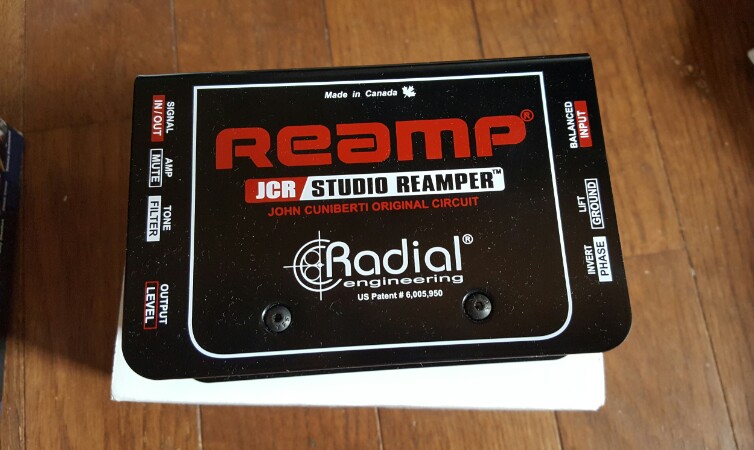 Made in Canada
Reamp®
JCR / STUDIO REAMPER™
JOHN CUNIBERTI ORIGINAL CIRCUIT
Radial®
engineering
US Patent # 6,005,950
SIGNAL
IN/OUT
AMP
MUTE
TONE
FILTER
OUTPUT
LEVEL
BALANCED
INPUT
LIFT
GROUND
INVERT
PHASE